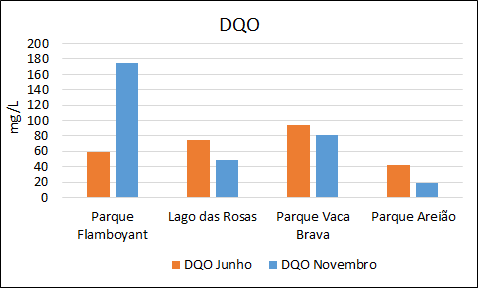 DQO
mg/L
200
180
160
140
120
100
80
60
40
20
0
Parque Flamboyant
Lago das Rosas
Parque Vaca Brava
Parque Areião
DQO Junho
DQO Novembro